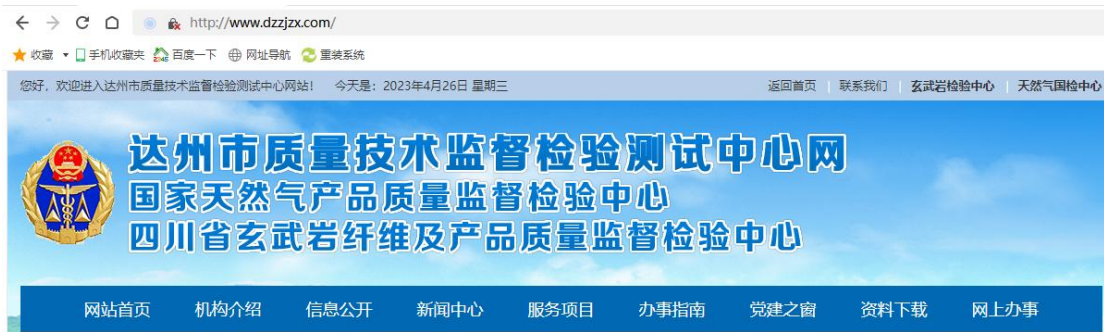 http://www.dzzjzx.com/
收藏 手机收藏夹 百度一下 网址导航 重装系统
您好，欢迎进入达州市质量技术监督检验测试中心网站！ 今天是：2023年4月26日 星期三 返回首页 联系我们 玄武岩检验中心 天然气国检中心
达州市质量技术监督检验测试中心网
国家天然气产品质量监督检验中心
四川省玄武岩纤维及产品质量监督检验中心
网站首页 机构介绍 信息公开 新闻中心 服务项目 办事指南 党建之窗 资料下载 网上办事